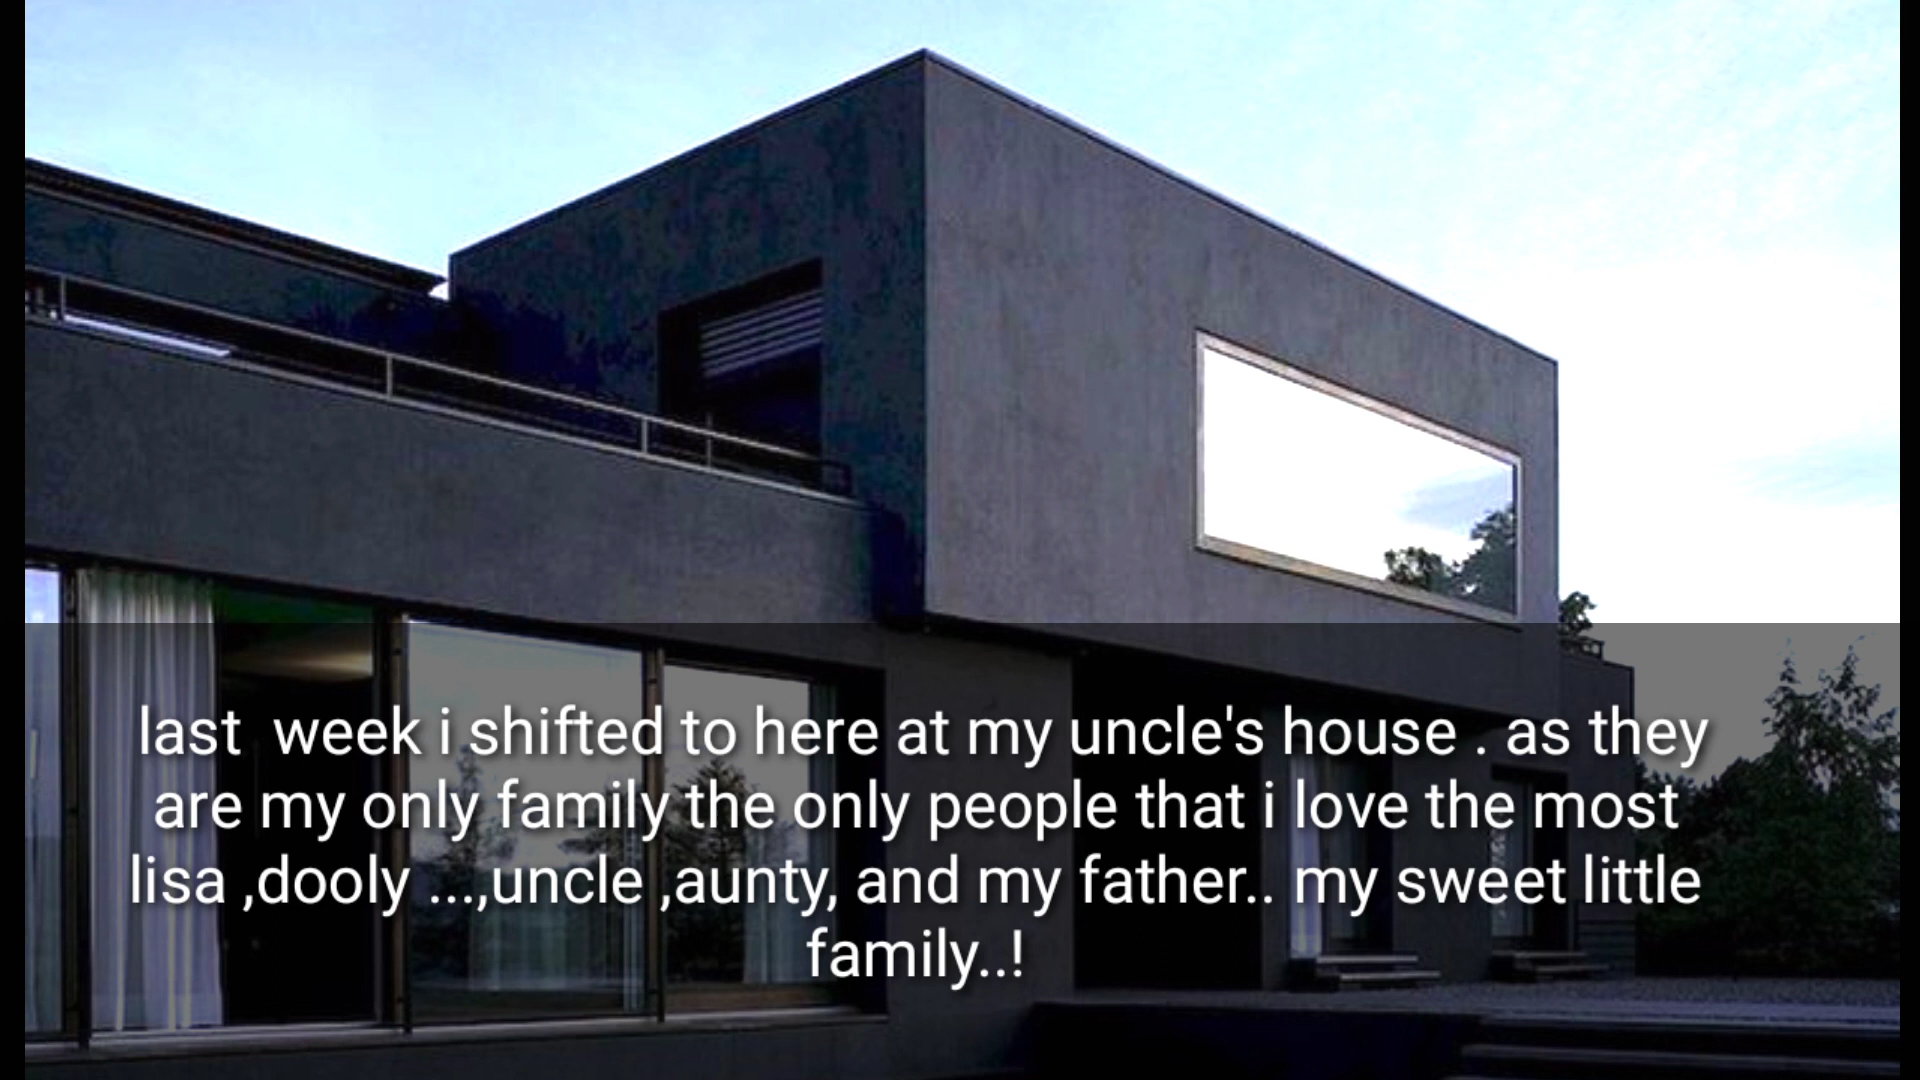 last  week i shifted to here at my uncle's house . as they
are my only family the only people that i love the most
lisa ,dooly ...,uncle ,aunty, and my father.. my sweet little
family..!